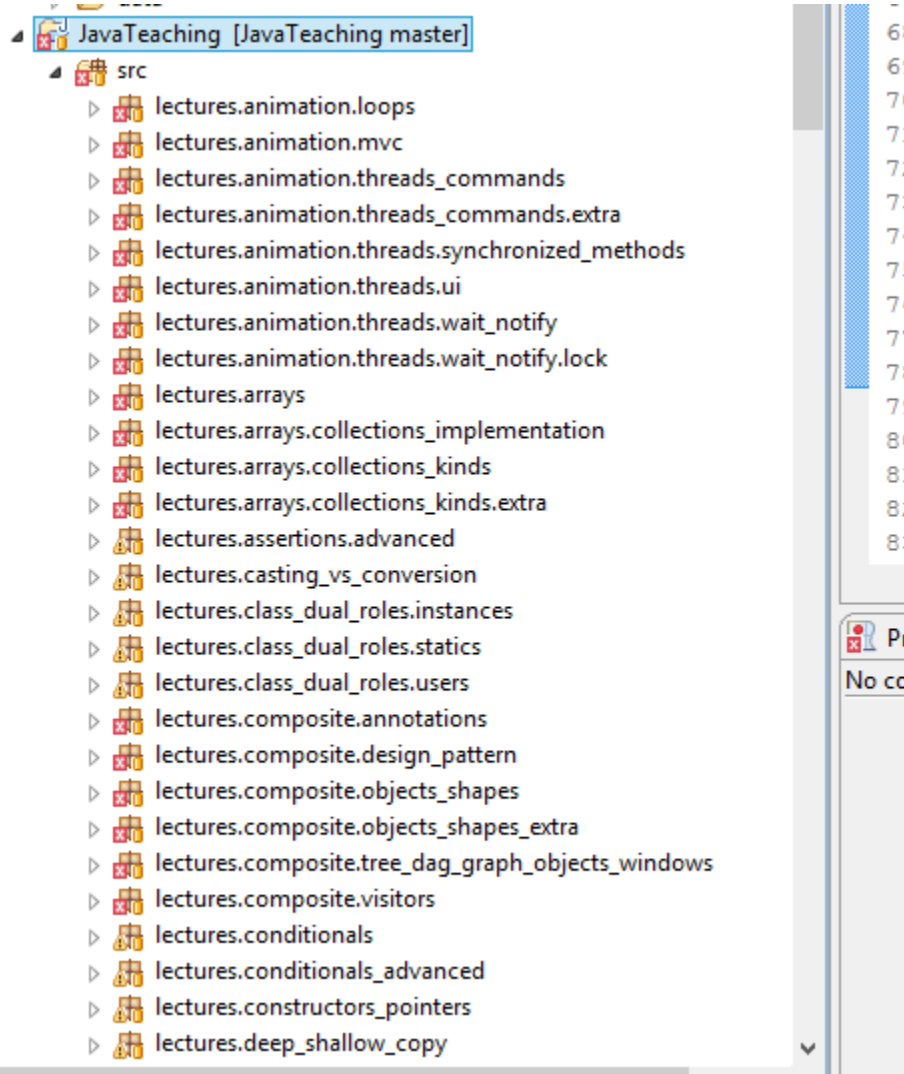 JavaTeaching [JavaTeaching master]
src
lectures.animation.loops
lectures.animation.mvc
lectures.animation.threads_commands
lectures.animation.threads_commands.extra
lectures.animation.threads.synchronized_methods
lectures.animation.threads.ui
lectures.animation.threads.wait_notify
lectures.animation.threads.wait_notify.lock
lectures.arrays
lectures.arrays.collections_implementation
lectures.arrays.collections_kinds
lectures.arrays.collections_kinds.extra
lectures.assertions.advanced
lectures.casting_vs_conversion
lectures.class_dual_roles.instances
lectures.class_dual_roles.statics
lectures.class_dual_roles.users
lectures.composite.annotations
lectures.composite.design_pattern
lectures.composite.objects_shapes
lectures.composite.objects_shapes_extra
lectures.composite.tree_dag_graph_objects_windows
lectures.composite.visitors
lectures.conditionals
lectures.conditionals_advanced
lectures.constructors_pointers
lectures.deep_shallow_copy
No co